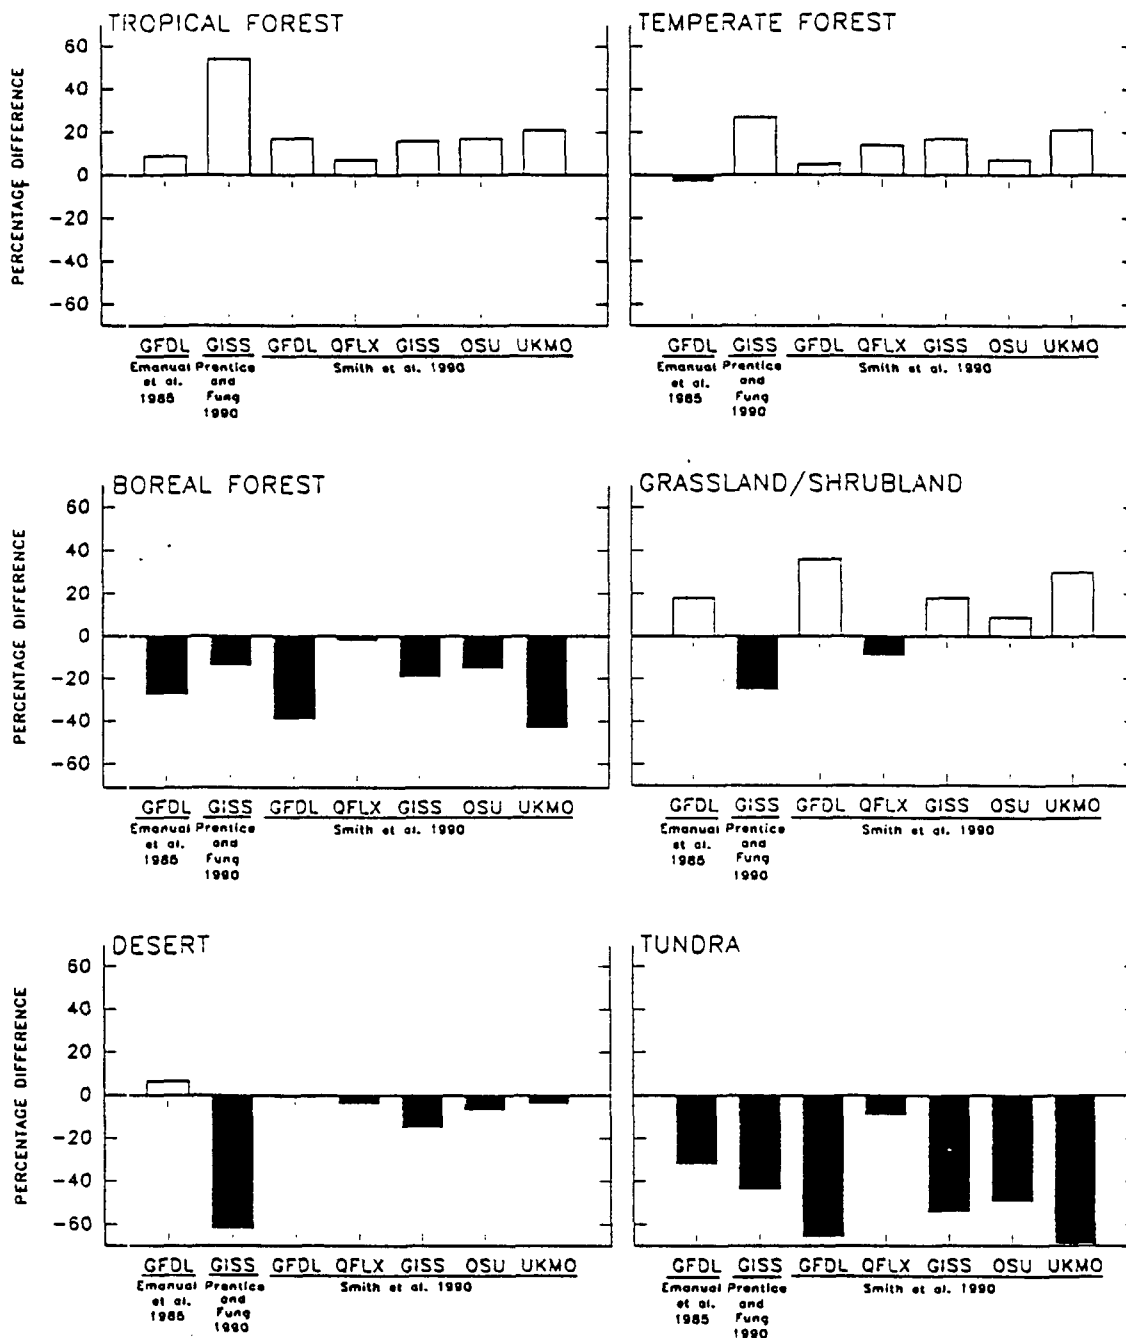 TROPICAL FOREST
PERCENTAGE DIFFERENCE
60
40
20
0
-20
-40
-60
GFDL GISS GFDL QFLX GISS OSU UKMO
Emanual Prentice Smith et al. 1990
et al. and
1985 Fung
1990
TEMPERATE FOREST
GFDL GISS GFDL QFLX GISS OSU UKMO
Emanual Prentice Smith et al. 1990
et al. and
1985 Fung
1990
BOREAL FOREST
PERCENTAGE DIFFERENCE
60
40
20
0
-20
-40
-60
GFDL GISS GFDL QFLX GISS OSU UKMO
Emanual Prentice Smith et al. 1990
et al. and
1985 Fung
1990
GRASSLAND/SHRUBLAND
GFDL GISS GFDL QFLX GISS OSU UKMO
Emanual Prentice Smith et al. 1990
et al. and
1985 Fung
1990
DESERT
PERCENTAGE DIFFERENCE
60
40
20
0
-20
-40
-60
GFDL GISS GFDL QFLX GISS OSU UKMO
Emanual Prentice Smith et al. 1990
et al. and
1985 Fung
1990
TUNDRA
GFDL GISS GFDL QFLX GISS OSU UKMO
Emanual Prentice Smith et al. 1990
et al. and
1985 Fung
1990